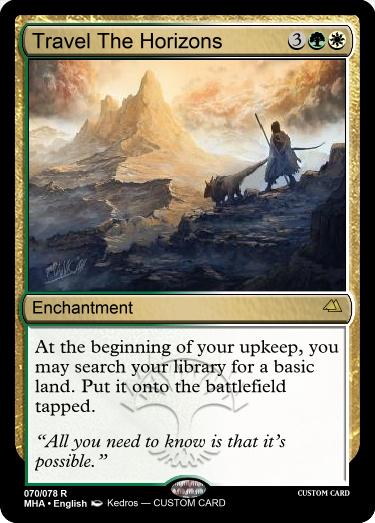 Travel The Horizons 3
Enchantment
At the beginning of your upkeep, you
may search your library for a basic
land. Put it onto the battlefield
tapped.
“All you need to know is that it’s
possible.”
070/078 R CUSTOM CARD
MHA • English Kedros — CUSTOM CARD